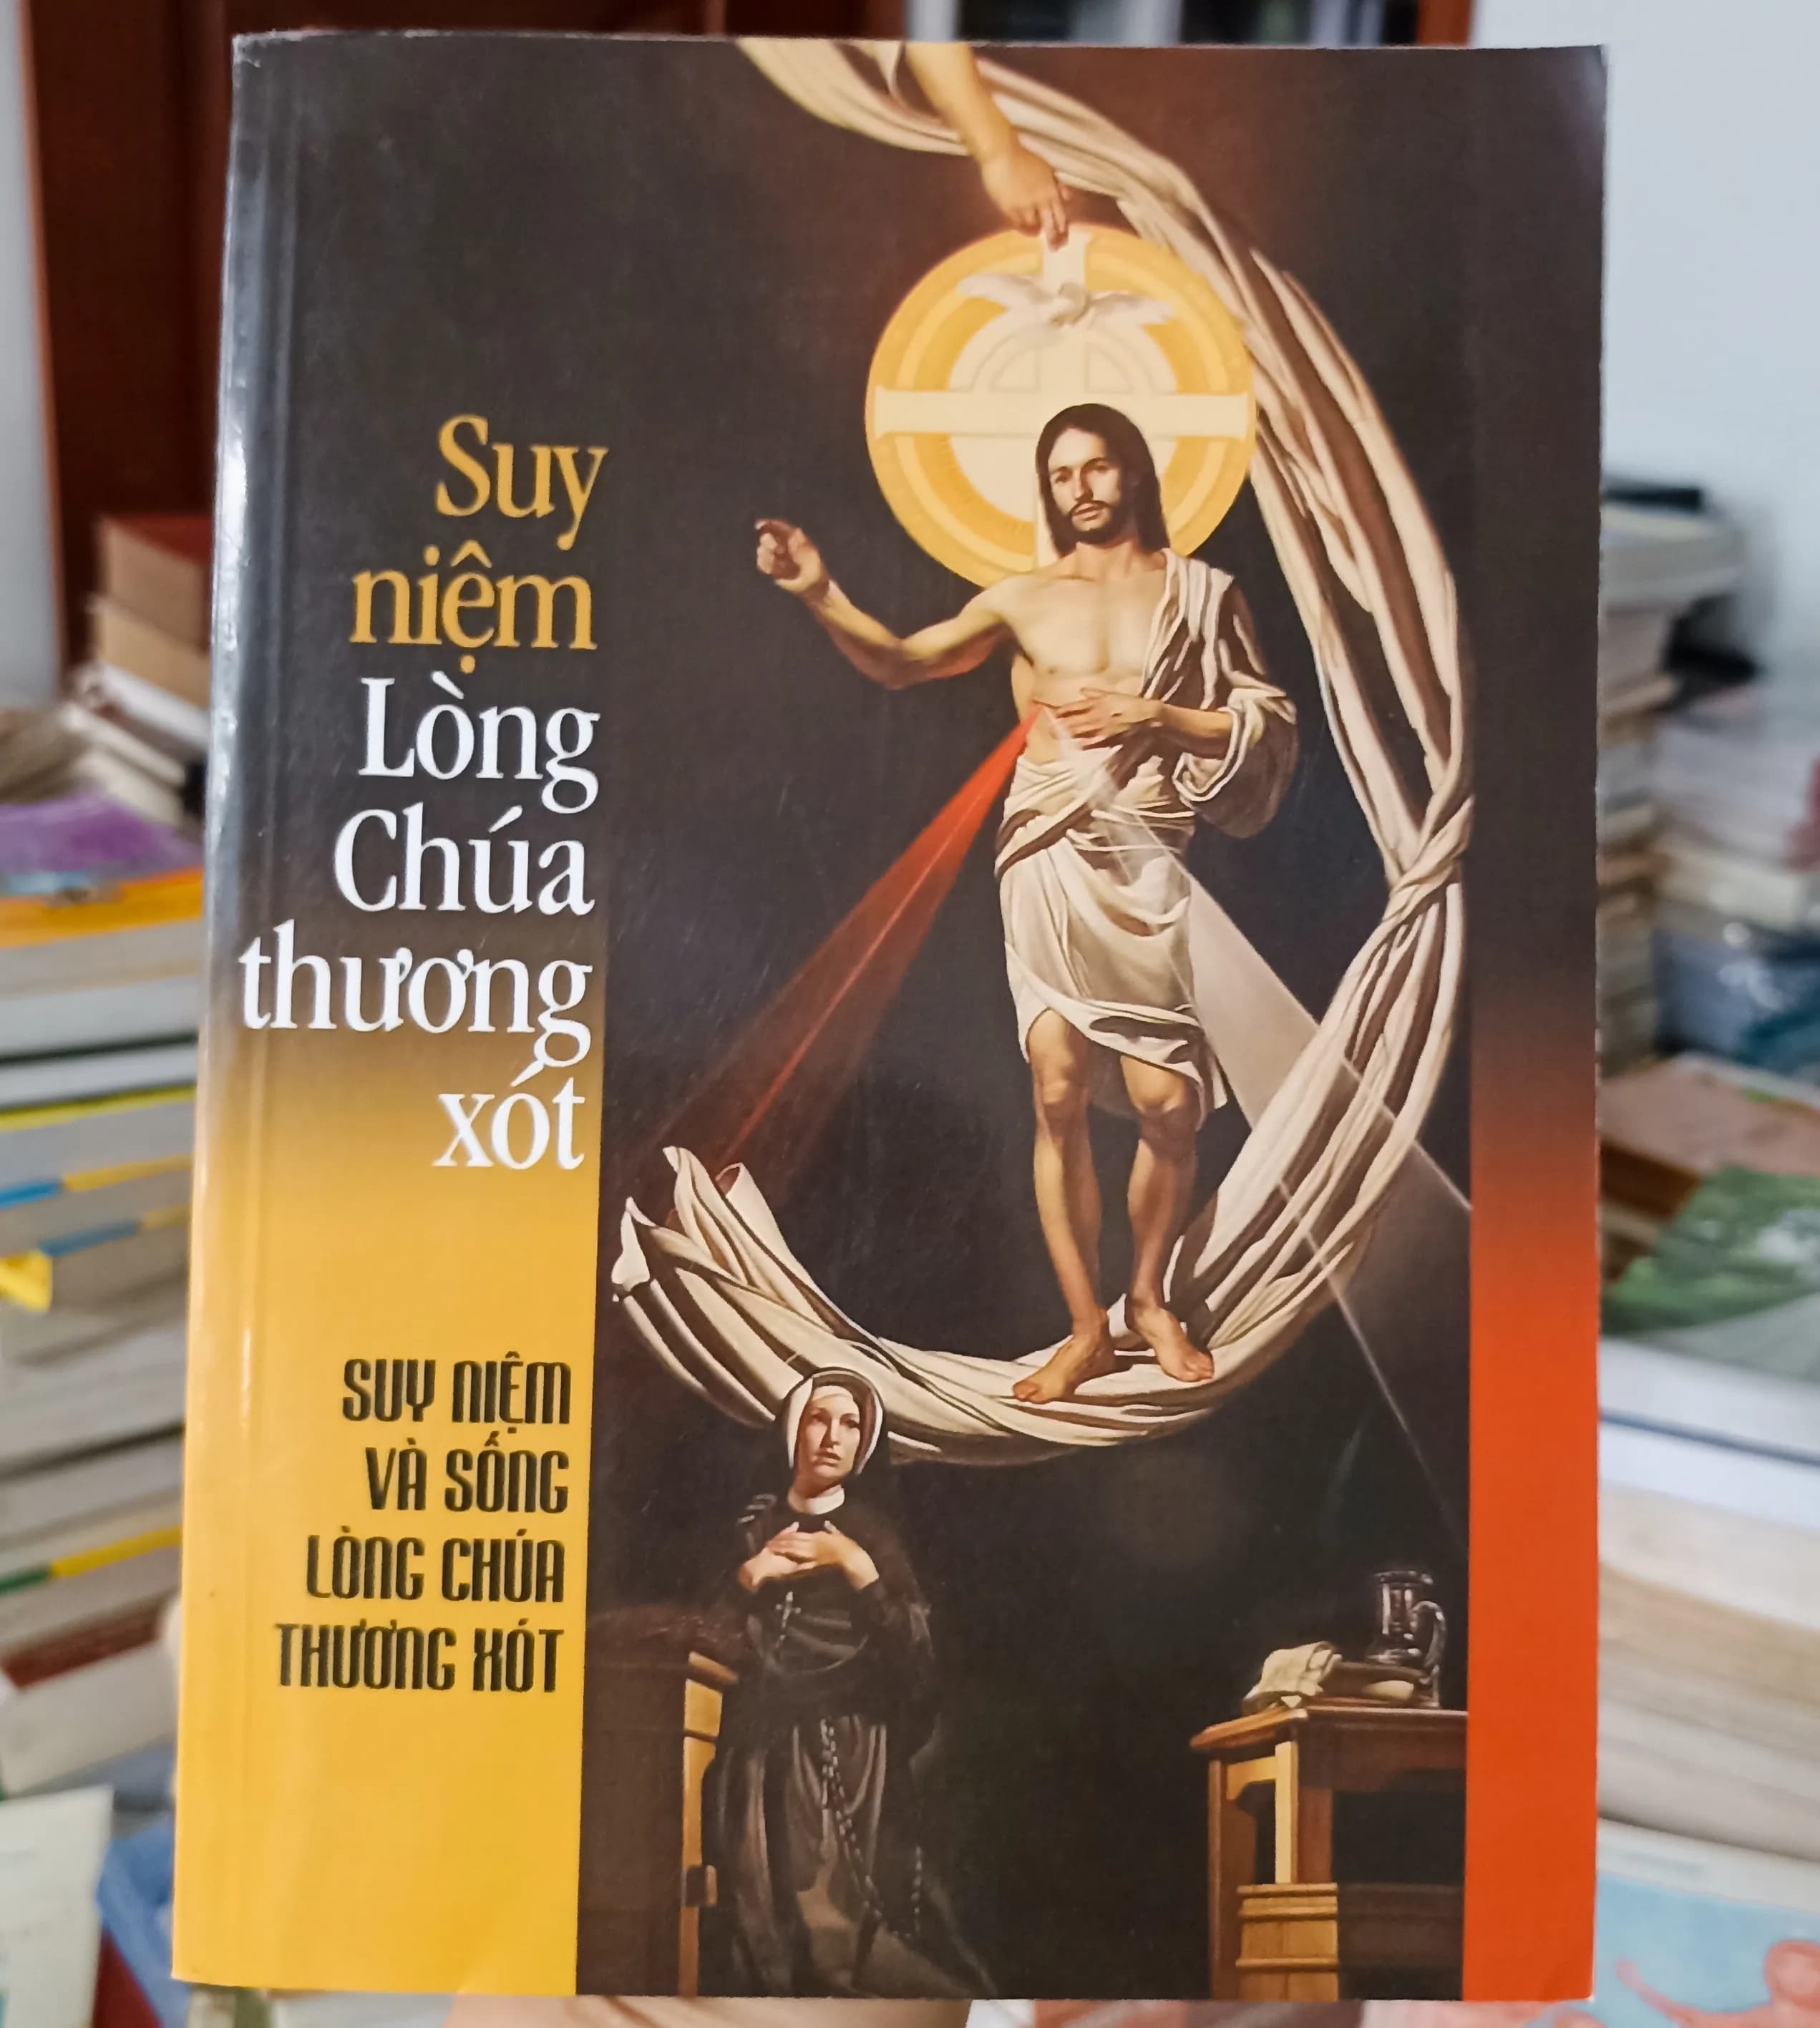 Suy
niệm
Lòng
Chúa
thương
xót
SUY NIỆM
VÀ SỐNG
LÒNG CHÚA
THƯƠNG XÓT